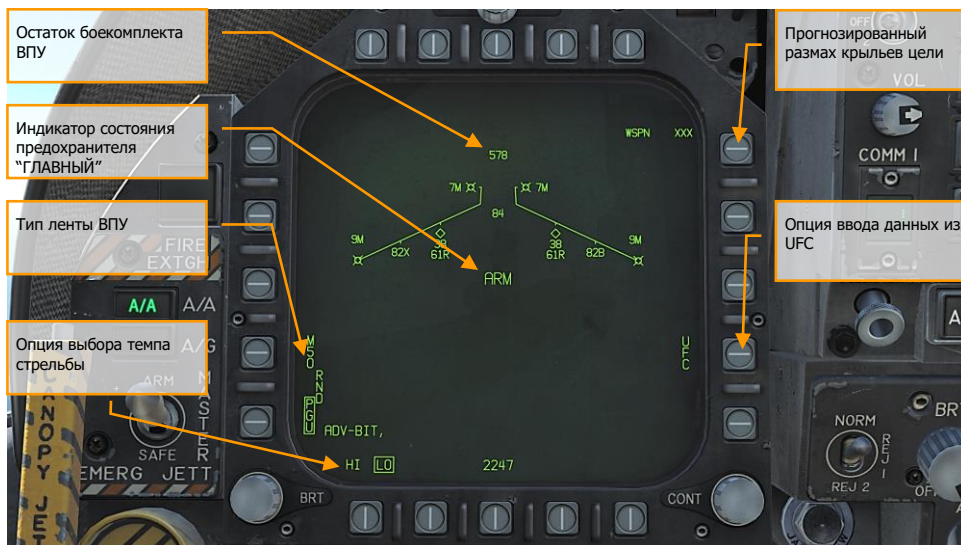 Остаток боекомплекта
ВПУ
Индикатор состояния
предохранителя
“ГЛАВНЫЙ”
Тип ленты ВПУ
Опция выбора темпа
стрельбы
Прогнозированный
размах крыльев цели
Опция ввода данных из
UFC
WSPN XXX
578
7M 7M
84
9M 9M
38 38
82X 82B
61R 61R
ARM
M50
RND
PGU
UFC
ADV-BIT,
HI LO 2247
BRT
CONT
FIRE
EXTGH
A/A A/A
A/G
ARM
MASTER
SAFE
EMERG JETT
CANOPY JET
OFF
VOL
COMM 1
A
NORM
REJ 1
REJ 2
BRT
OFF